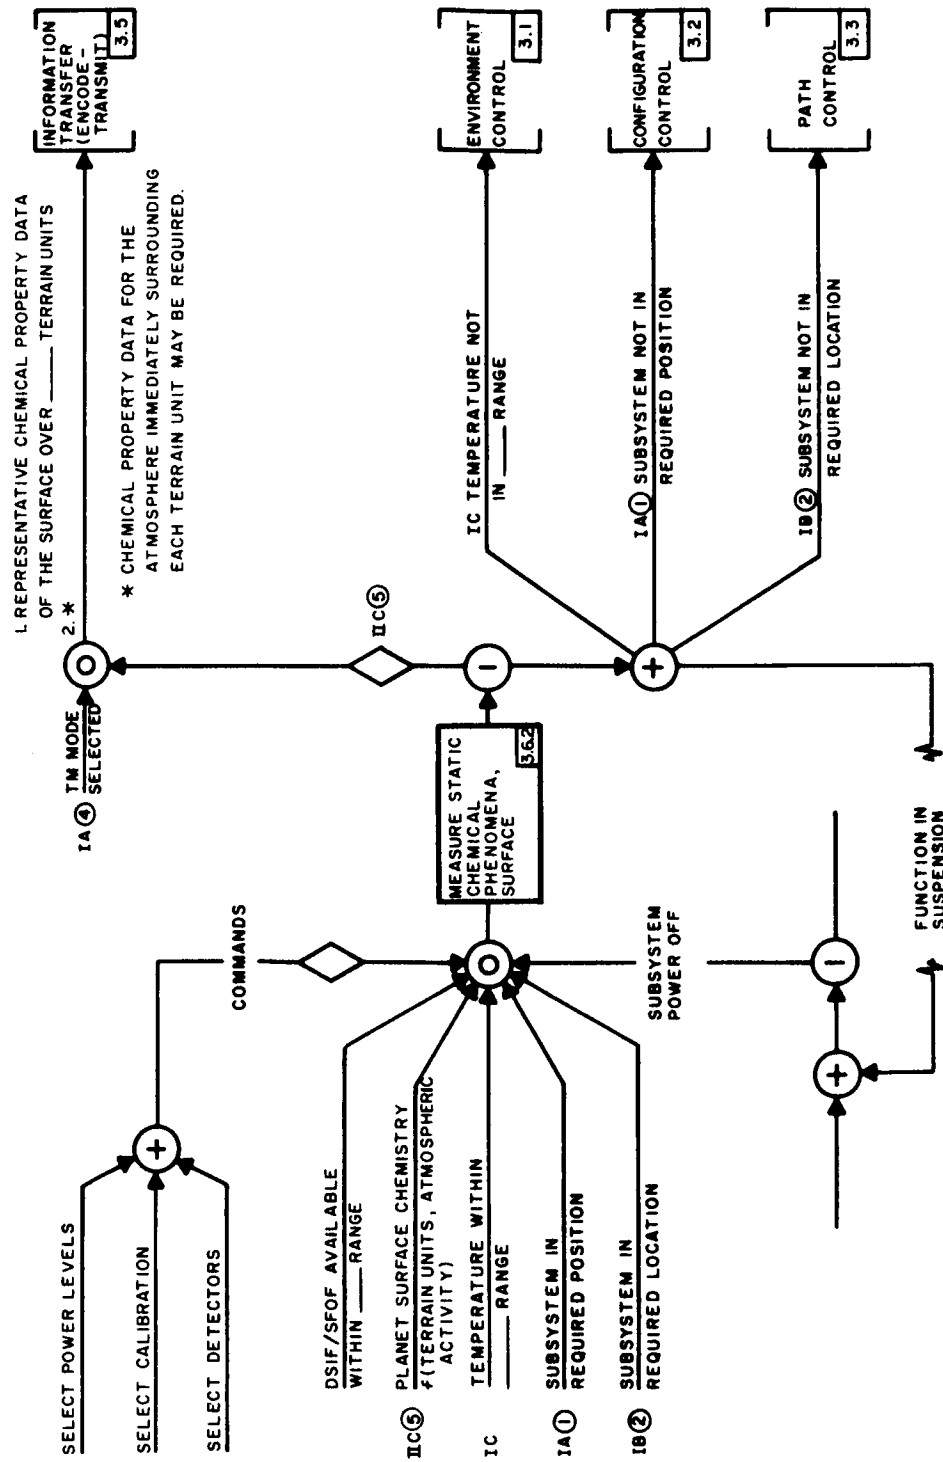 SELECT POWER LEVELS
SELECT CALIBRATION
SELECT DETECTORS
COMMANDS
DSIF/SFOF AVAILABLE
WITHIN ____ RANGE
IIC⑤ PLANET SURFACE CHEMISTRY
f(TERRAIN UNITS, ATMOSPHERIC
ACTIVITY)
IC TEMPERATURE WITHIN
____ RANGE
IA① SUBSYSTEM IN
REQUIRED POSITION
IB② SUBSYSTEM IN
REQUIRED LOCATION
+
O
SUBSYSTEM
POWER OFF
+
–
MEASURE STATIC
CHEMICAL
PHENOMENA,
SURFACE
3.6.2
FUNCTION IN
SUSPENSION
IA④ TM MODE
SELECTED
O
IIC⑤
–
+
1. REPRESENTATIVE CHEMICAL PROPERTY DATA
OF THE SURFACE OVER ____ TERRAIN UNITS
2. *
* CHEMICAL PROPERTY DATA FOR THE
ATMOSPHERE IMMEDIATELY SURROUNDING
EACH TERRAIN UNIT MAY BE REQUIRED.
IC TEMPERATURE NOT
IN ____ RANGE
IA① SUBSYSTEM NOT IN
REQUIRED POSITION
IB② SUBSYSTEM NOT IN
REQUIRED LOCATION
INFORMATION
TRANSFER
(ENCODE-
TRANSMIT)
3.5
ENVIRONMENT
CONTROL
3.1
CONFIGURATION
CONTROL
3.2
PATH
CONTROL
3.3